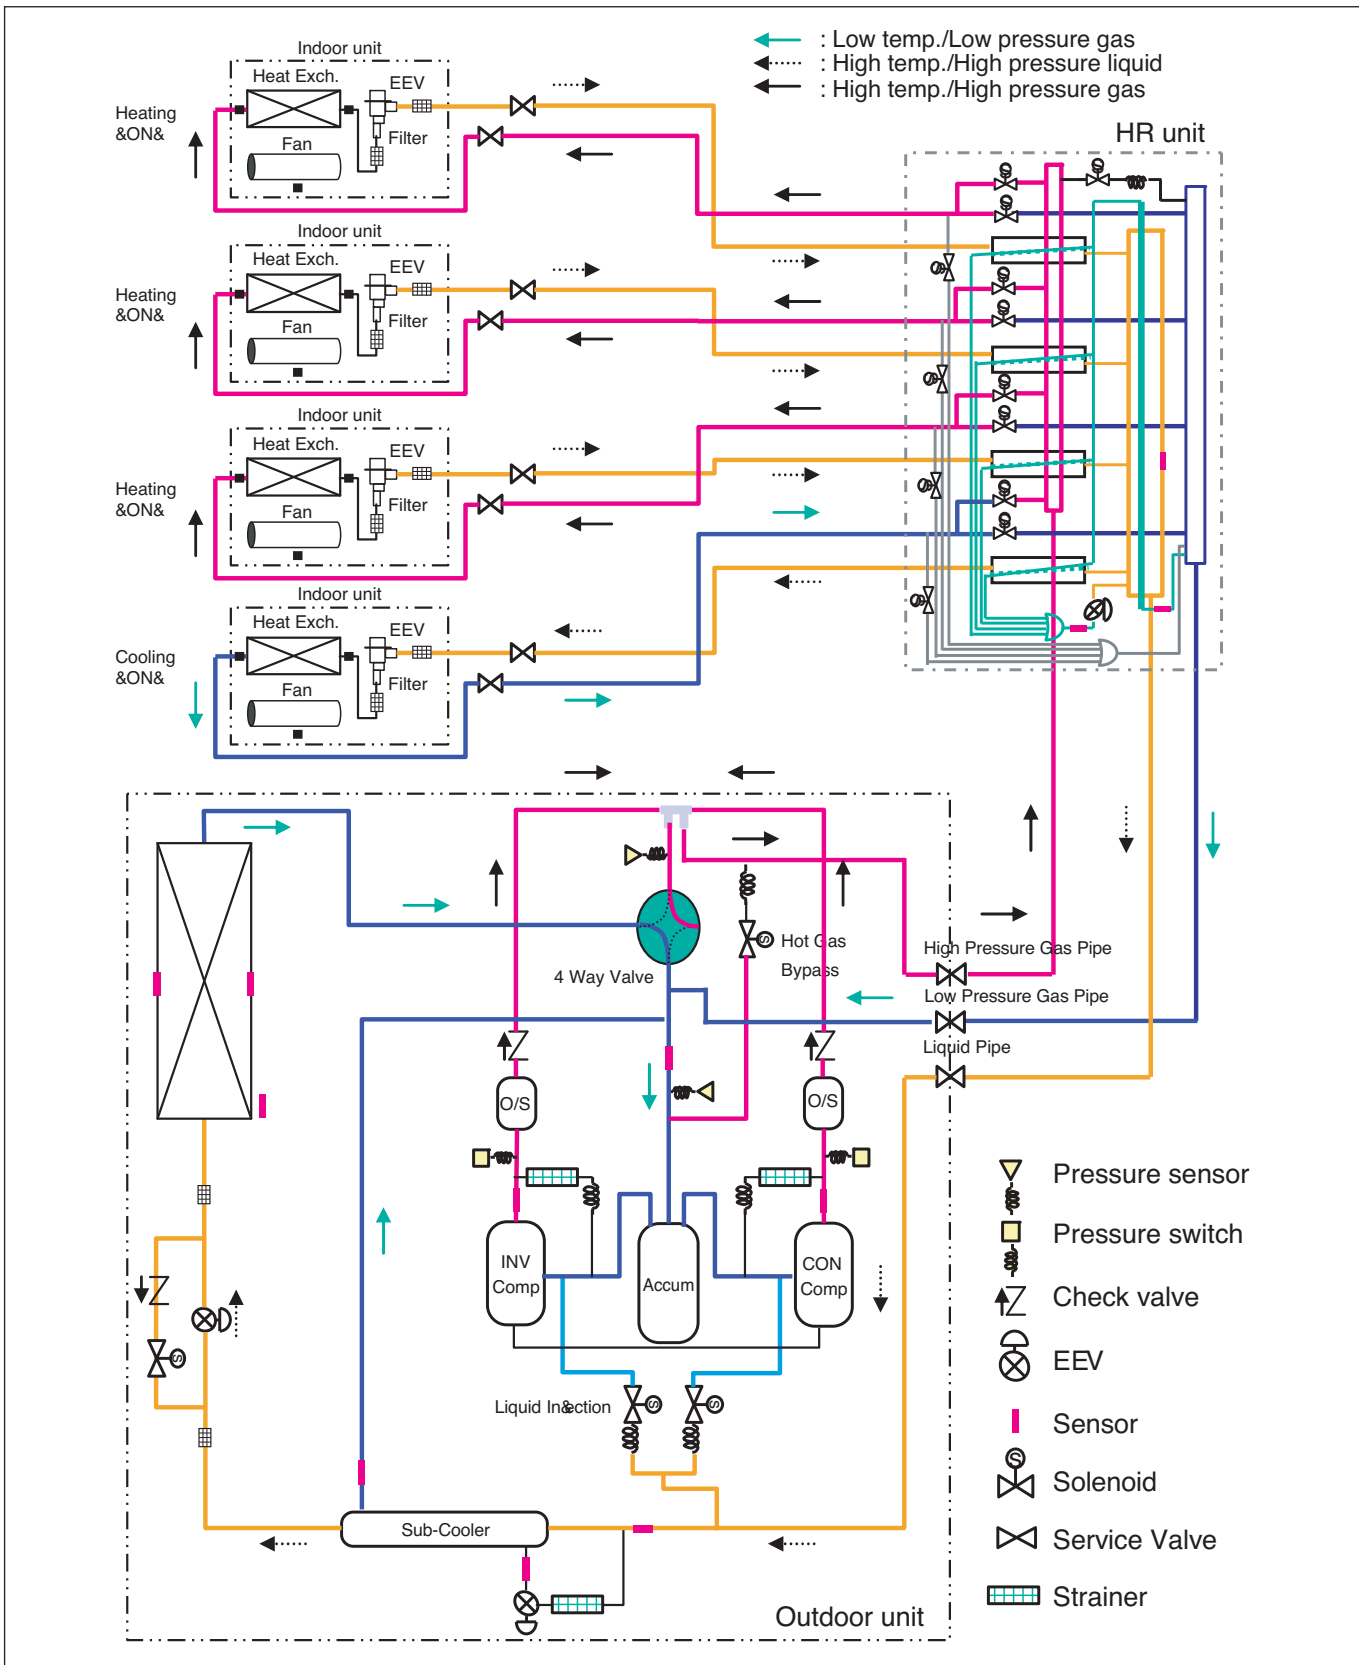 : Low temp./Low pressure gas
: High temp./High pressure liquid
: High temp./High pressure gas
HR unit
Indoor unit
Heat Exch.
EEV
Heating
&ON&
Fan
Filter
Indoor unit
Heat Exch.
EEV
Heating
&ON&
Fan
Filter
Indoor unit
Heat Exch.
EEV
Heating
&ON&
Fan
Filter
Indoor unit
Heat Exch.
EEV
Cooling
&ON&
Fan
Filter
4 Way Valve
Hot Gas
Bypass
High Pressure Gas Pipe
Low Pressure Gas Pipe
Liquid Pipe
O/S
O/S
INV
Comp
Accum
CON
Comp
Liquid In&ection
Sub-Cooler
Outdoor unit
Pressure sensor
Pressure switch
Check valve
EEV
Sensor
S
Solenoid
Service Valve
Strainer
S
S
S
S